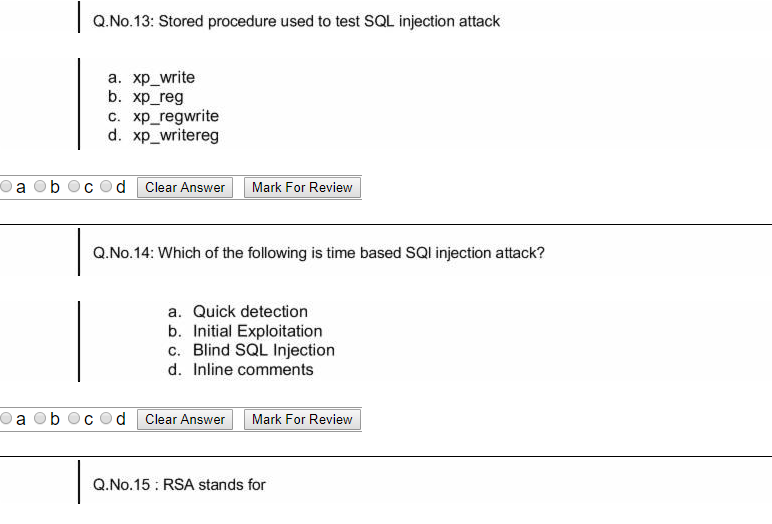 Q.No.13: Stored procedure used to test SQL injection attack
a. xp_write
b. xp_reg
c. xp_regwrite
d. xp_writereg
a b c d Clear Answer Mark For Review
Q.No.14: Which of the following is time based SQl injection attack?
a. Quick detection
b. Initial Exploitation
c. Blind SQL Injection
d. Inline comments
a b c d Clear Answer Mark For Review
Q.No.15 : RSA stands for